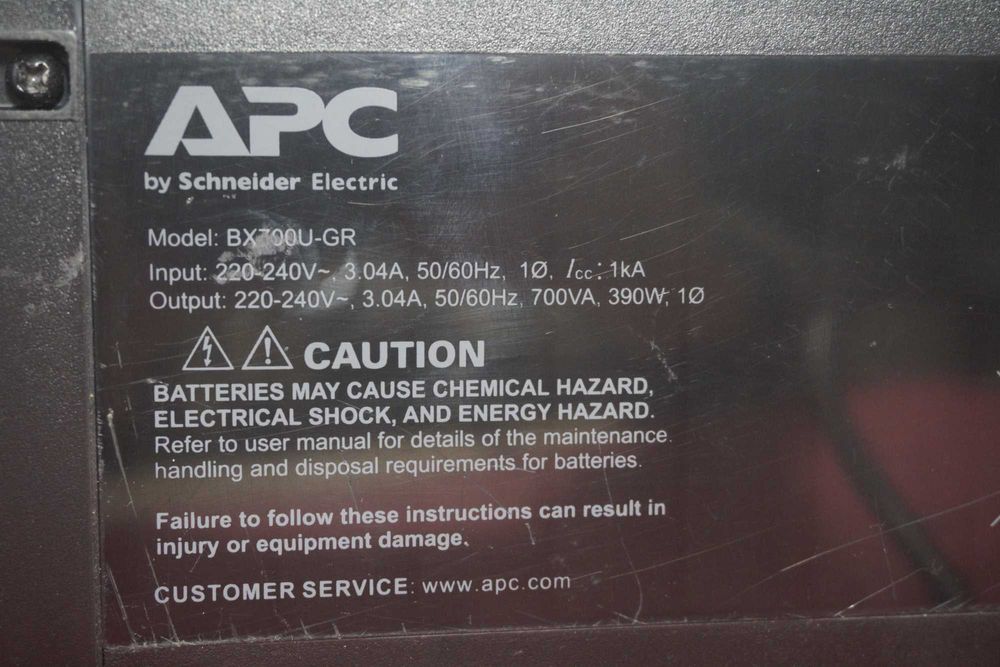 APC
by Schneider Electric
Model: BX700U-GR
Input: 220-240V~, 3.04A, 50/60Hz, 1Ø, Icc: 1kA
Output: 220-240V~, 3.04A, 50/60Hz, 700VA, 390W, 1Ø
CAUTION
BATTERIES MAY CAUSE CHEMICAL HAZARD,
ELECTRICAL SHOCK, AND ENERGY HAZARD.
Refer to user manual for details of the maintenance
handling and disposal requirements for batteries.
Failure to follow these instructions can result in
injury or equipment damage.
CUSTOMER SERVICE: www.apc.com